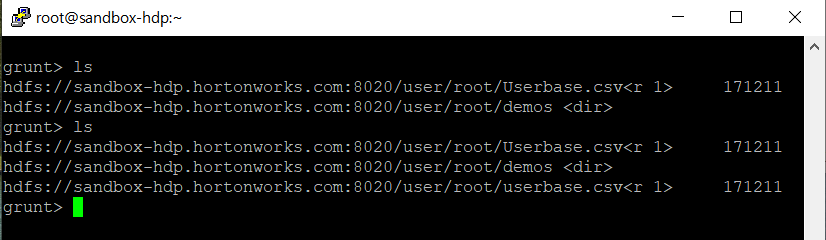 root@sandbox-hdp:~
grunt> ls
hdfs://sandbox-hdp.hortonworks.com:8020/user/root/Userbase.csv<r 1>     171211
hdfs://sandbox-hdp.hortonworks.com:8020/user/root/demos <dir>
grunt> ls
hdfs://sandbox-hdp.hortonworks.com:8020/user/root/Userbase.csv<r 1>     171211
hdfs://sandbox-hdp.hortonworks.com:8020/user/root/demos <dir>
hdfs://sandbox-hdp.hortonworks.com:8020/user/root/userbase.csv<r 1>     171211
grunt>